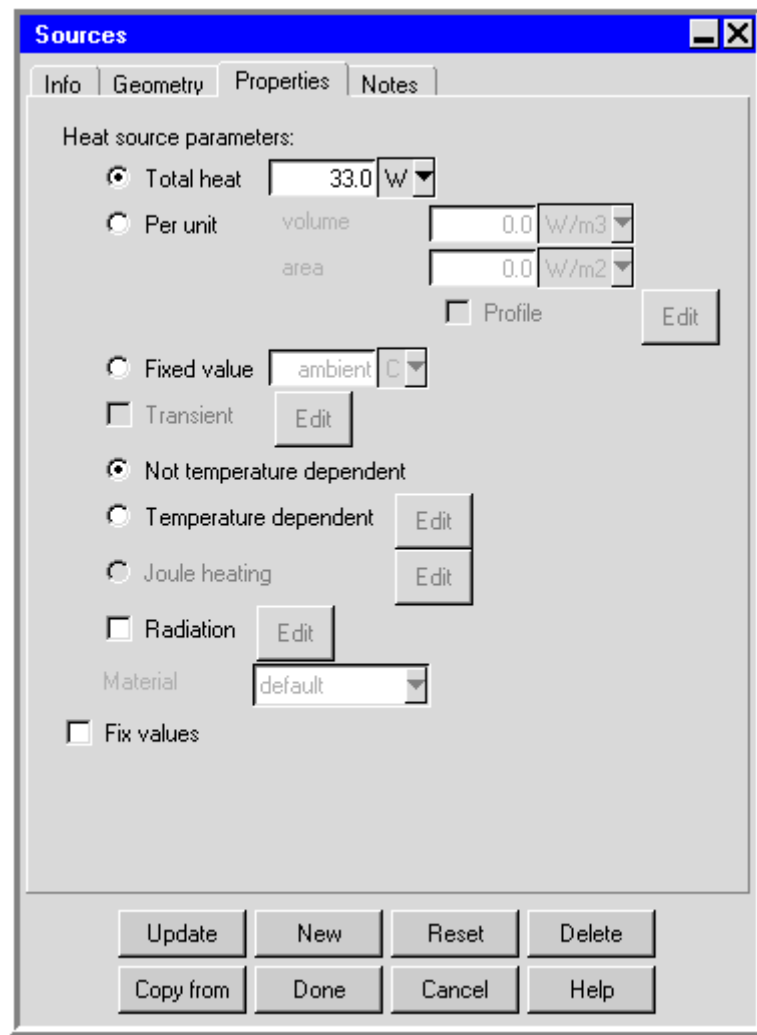 Sources
Info Geometry Properties Notes
Heat source parameters:
Total heat 33.0 W
Per unit volume 0.0 W/m3
area 0.0 W/m2
Profile Edit
Fixed value ambient C
Transient Edit
Not temperature dependent
Temperature dependent Edit
Joule heating Edit
Radiation Edit
Material default
Fix values
Update New Reset Delete
Copy from Done Cancel Help